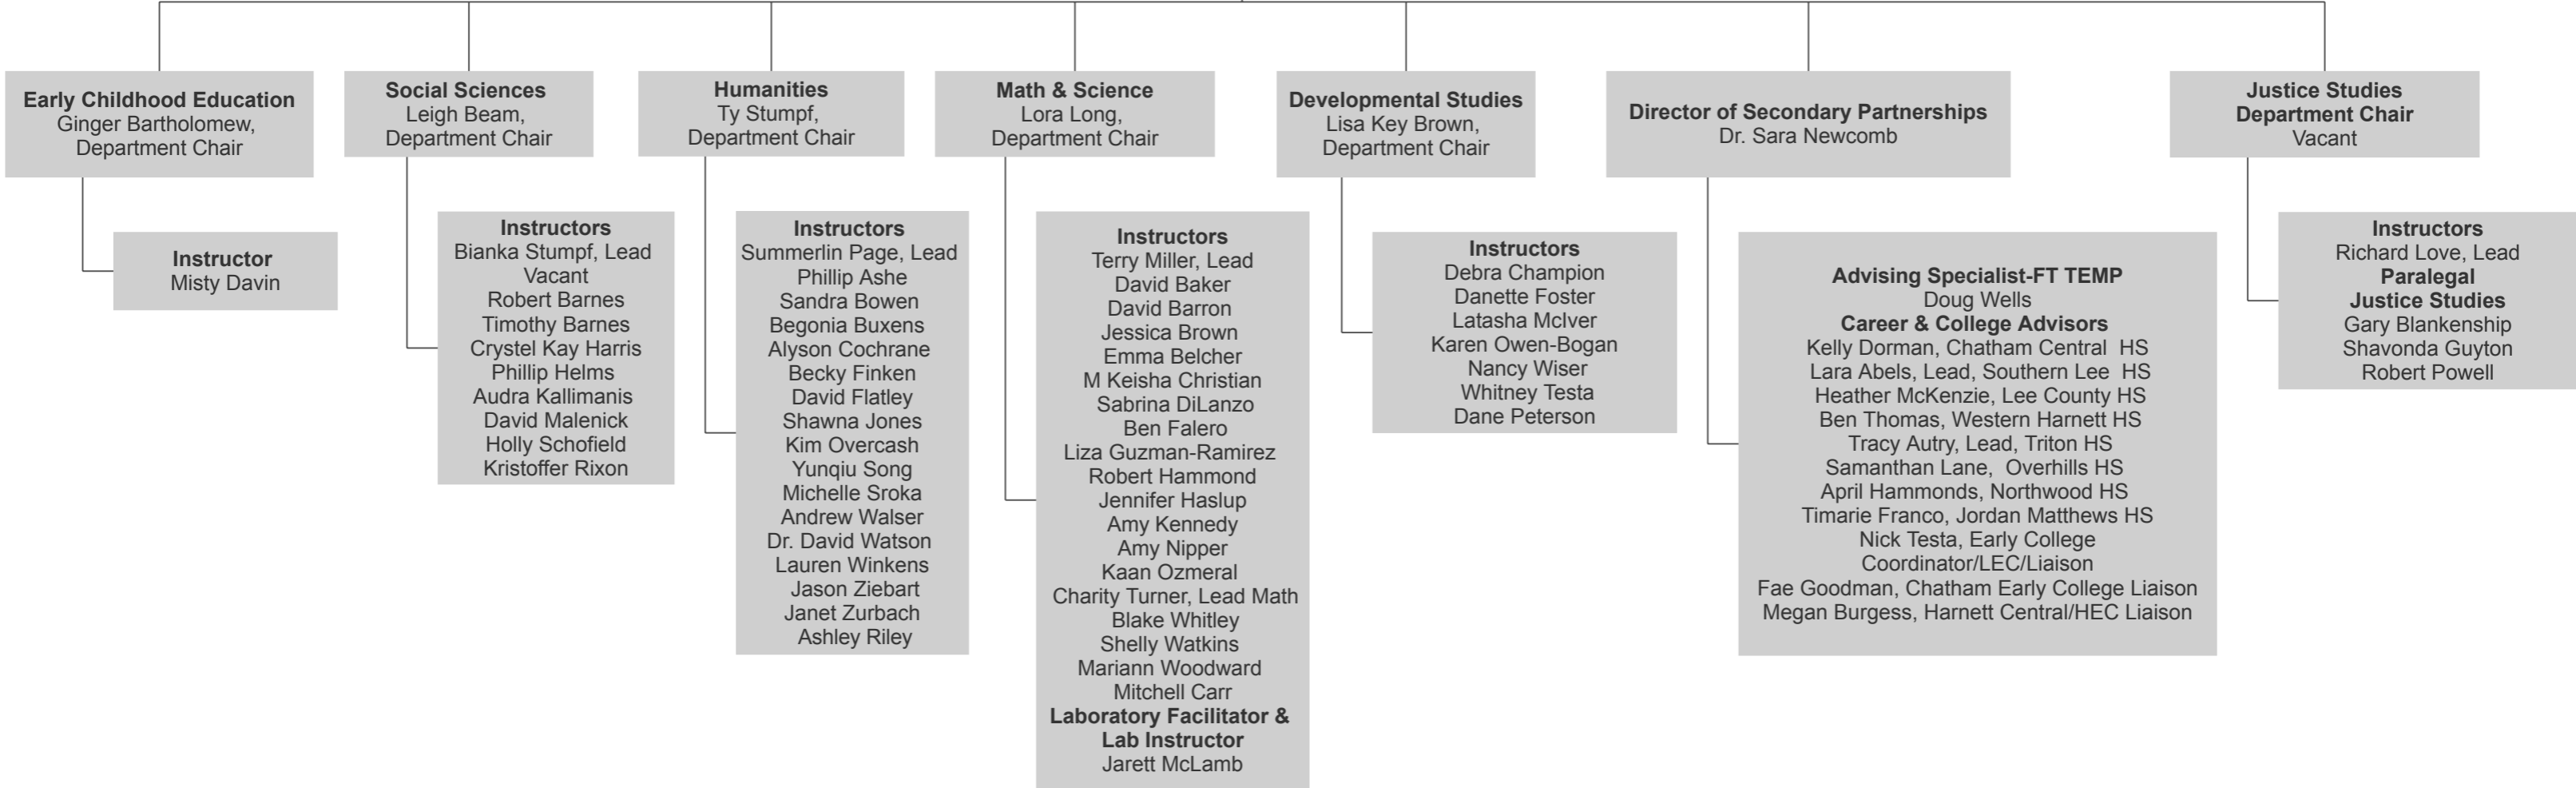 Early Childhood Education
Ginger Bartholomew,
Department Chair
Instructor
Misty Davin
Social Sciences
Leigh Beam,
Department Chair
Instructors
Bianka Stumpf, Lead
Vacant
Robert Barnes
Timothy Barnes
Crystel Kay Harris
Phillip Helms
Audra Kallimanis
David Malenick
Holly Schofield
Kristoffer Rixon
Humanities
Ty Stumpf,
Department Chair
Instructors
Summerlin Page, Lead
Phillip Ashe
Sandra Bowen
Begonia Buxens
Alyson Cochrane
Becky Finken
David Flatley
Shawna Jones
Kim Overcash
Yunqiu Song
Michelle Sroka
Andrew Walser
Dr. David Watson
Lauren Winkens
Jason Ziebart
Janet Zurbach
Ashley Riley
Math & Science
Lora Long,
Department Chair
Instructors
Terry Miller, Lead
David Baker
David Barron
Jessica Brown
Emma Belcher
M Keisha Christian
Sabrina DiLanzo
Ben Falero
Liza Guzman-Ramirez
Robert Hammond
Jennifer Haslup
Amy Kennedy
Amy Nipper
Kaan Ozmeral
Charity Turner, Lead Math
Blake Whitley
Shelly Watkins
Mariann Woodward
Mitchell Carr
Laboratory Facilitator &
Lab Instructor
Jarett McLamb
Developmental Studies
Lisa Key Brown,
Department Chair
Instructors
Debra Champion
Danette Foster
Latasha McIver
Karen Owen-Bogan
Nancy Wiser
Whitney Testa
Dane Peterson
Director of Secondary Partnerships
Dr. Sara Newcomb
Advising Specialist-FT TEMP
Doug Wells
Career & College Advisors
Kelly Dorman, Chatham Central HS
Lara Abels, Lead, Southern Lee HS
Heather McKenzie, Lee County HS
Ben Thomas, Western Harnett HS
Tracy Autry, Lead, Triton HS
Samanthan Lane, Overhills HS
April Hammonds, Northwood HS
Timarie Franco, Jordan Matthews HS
Nick Testa, Early College
Coordinator/LEC/Liaison
Fae Goodman, Chatham Early College Liaison
Megan Burgess, Harnett Central/HEC Liaison
Justice Studies
Department Chair
Vacant
Instructors
Richard Love, Lead
Paralegal
Justice Studies
Gary Blankenship
Shavonda Guyton
Robert Powell